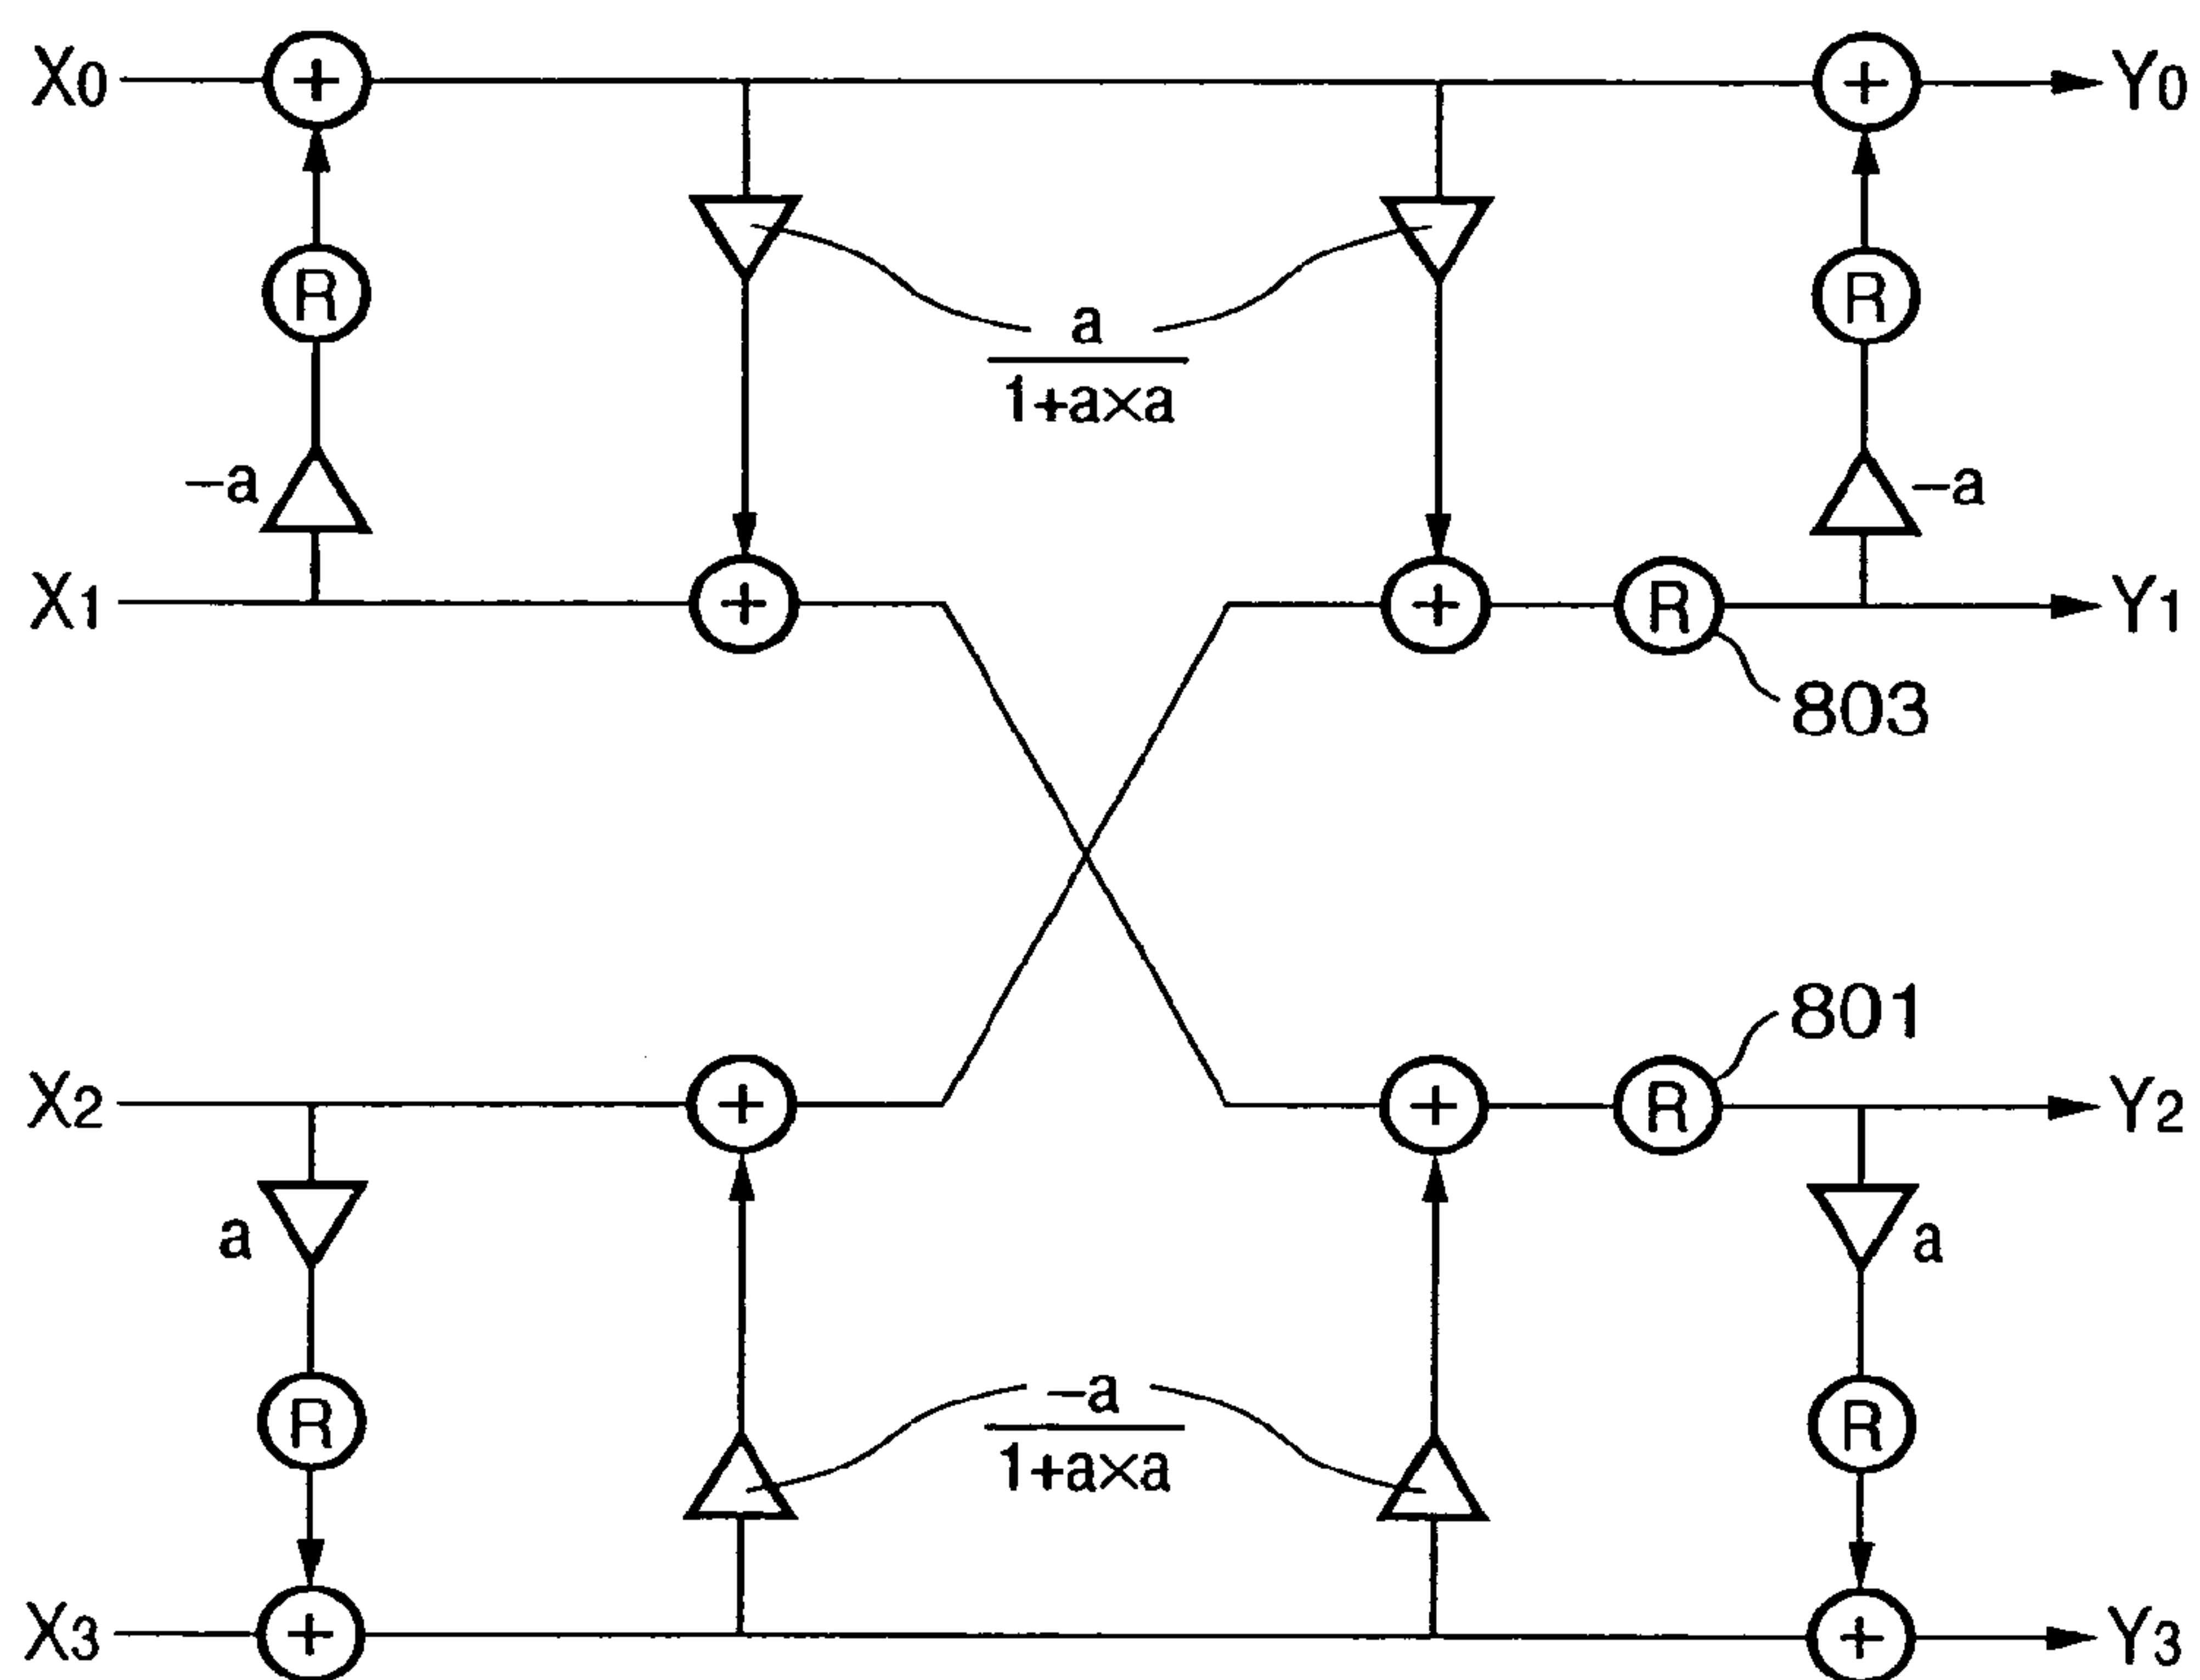 X0 + + Y0
R R
a
1+a×a
–a –a
X1 + + R Y1
803
801
X2 + + R Y2
a a
–a
1+a×a
R R
X3 + + Y3